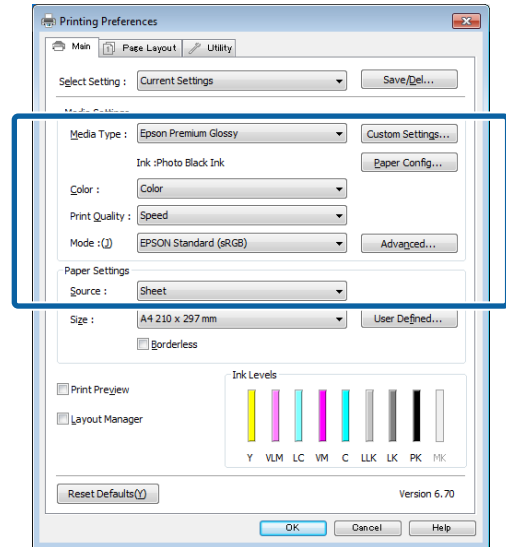 Printing Preferences
Main Page Layout Utility
Select Setting : Current Settings Save/Del...
Media Settings
Media Type : Epson Premium Glossy Custom Settings...
Ink :Photo Black Ink Paper Config...
Color : Color
Print Quality : Speed
Mode :(J) EPSON Standard (sRGB) Advanced...
Paper Settings
Source : Sheet
Size : A4 210 x 297 mm User Defined...
Borderless
Ink Levels
Print Preview
Layout Manager
Y VLM LC VM C LLK LK PK MK
Reset Defaults(Y) Version 6.70
OK Cancel Help